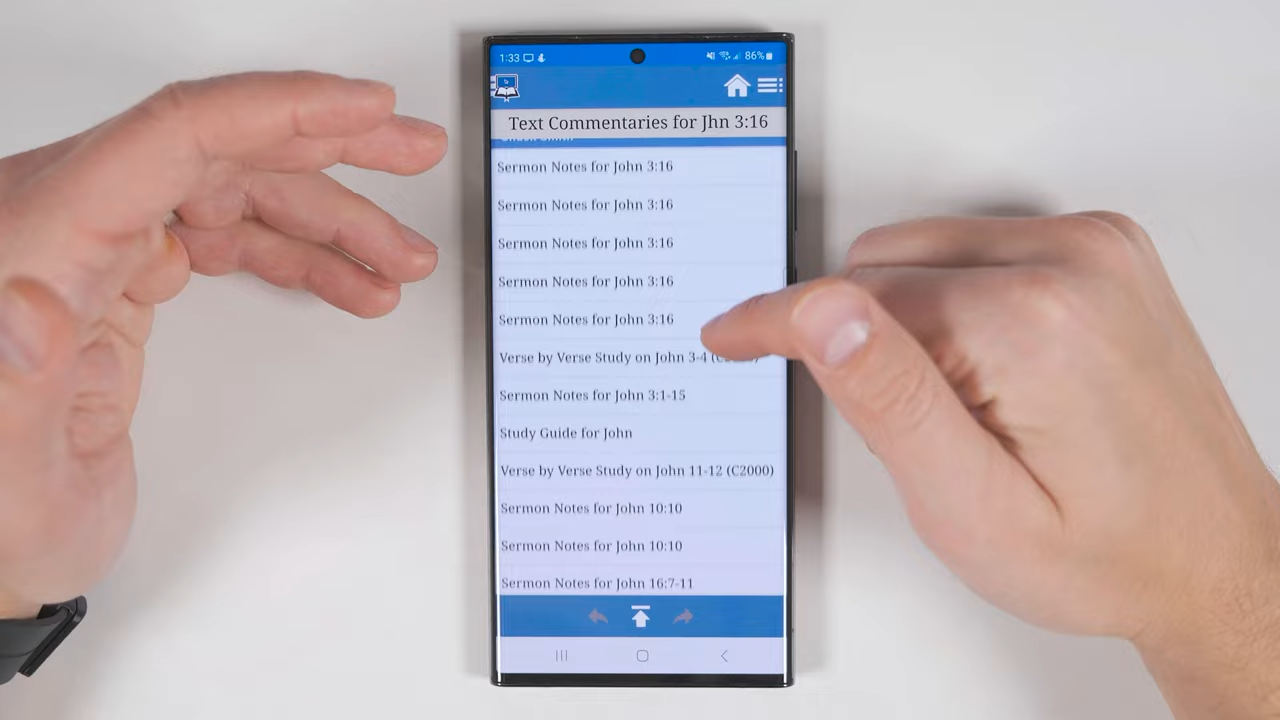 1:33 86%
Text Commentaries for Jhn 3:16
Chuck Smith
Sermon Notes for John 3:16
Sermon Notes for John 3:16
Sermon Notes for John 3:16
Sermon Notes for John 3:16
Sermon Notes for John 3:16
Verse by Verse Study on John 3-4
Sermon Notes for John 3:1-15
Study Guide for John
Verse by Verse Study on John 11-12 (C2000)
Sermon Notes for John 10:10
Sermon Notes for John 10:10
Sermon Notes for John 16:7-11